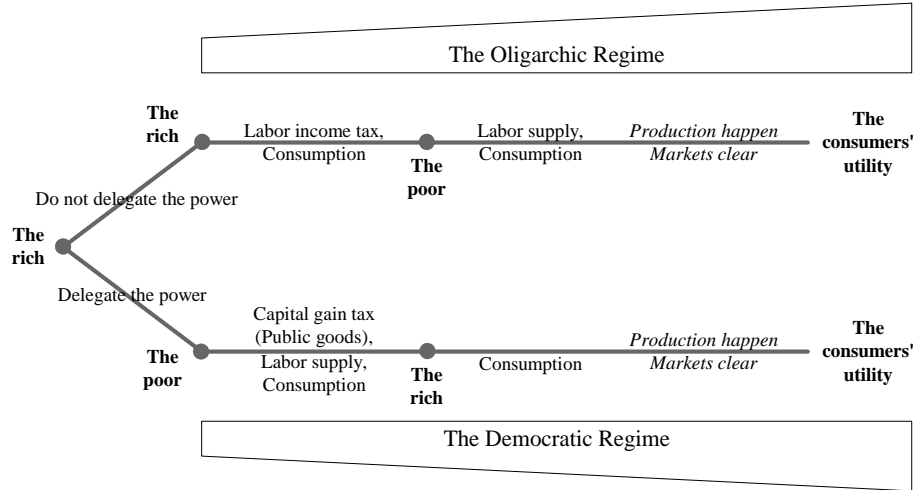 The Oligarchic Regime
The
rich
Labor income tax,
Consumption
The
poor
Labor supply,
Consumption
Production happen
Markets clear
The
consumers'
utility
Do not delegate the power
The
rich
Delegate the power
The
poor
Capital gain tax
(Public goods),
Labor supply,
Consumption
The
rich
Consumption
Production happen
Markets clear
The
consumers'
utility
The Democratic Regime